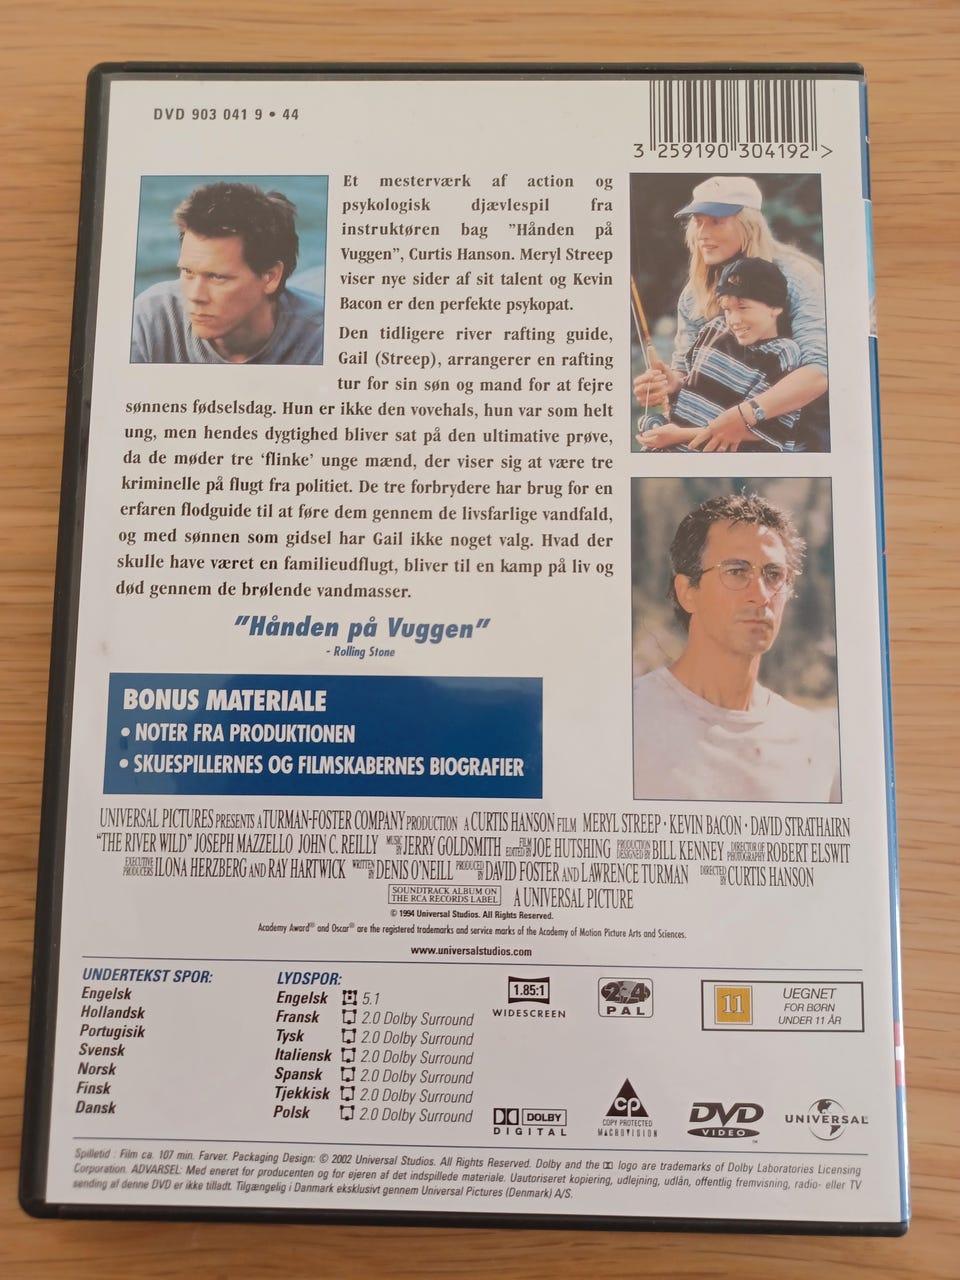 DVD 903 041 9 • 44
3 259190 304192 >
Et mesterværk af action og
psykologisk djævlespil fra
instruktøren bag "Hånden på
Vuggen", Curtis Hanson. Meryl Streep
viser nye sider af sit talent og Kevin
Bacon er den perfekte psykopat.
Den tidligere river rafting guide,
Gail (Streep), arrangerer en rafting
tur for sin søn og mand for at fejre
sønnens fødselsdag. Hun er ikke den vovehals, hun var som helt
ung, men hendes dygtighed bliver sat på den ultimative prøve,
da de møder tre 'flinke' unge mænd, der viser sig at være tre
kriminelle på flugt fra politiet. De tre forbrydere har brug for en
erfaren flodguide til at føre dem gennem de livsfarlige vandfald,
og med sønnen som gidsel har Gail ikke noget valg. Hvad der
skulle have været en familieudflugt, bliver til en kamp på liv og
død gennem de brølende vandmasser.
"Hånden på Vuggen"
- Rolling Stone
BONUS MATERIALE
• NOTER FRA PRODUKTIONEN
• SKUESPILLERNES OG FILMSKABERNES BIOGRAFIER
UNIVERSAL PICTURES PRESENTS A TURMAN-FOSTER COMPANY PRODUCTION A CURTIS HANSON FILM MERYL STREEP • KEVIN BACON • DAVID STRATHAIRN
"THE RIVER WILD" JOSEPH MAZZELLO JOHN C. REILLY MUSIC BY JERRY GOLDSMITH FILM EDITED BY JOE HUTSHING PRODUCTION DESIGNED BY BILL KENNEY DIRECTOR OF PHOTOGRAPHY ROBERT ELSWIT
EXECUTIVE PRODUCERS ILONA HERZBERG AND RAY HARTWICK WRITTEN BY DENIS O'NEILL PRODUCED BY DAVID FOSTER AND LAWRENCE TURMAN DIRECTED BY CURTIS HANSON
SOUNDTRACK ALBUM ON
THE RCA RECORDS LABEL
A UNIVERSAL PICTURE
© 1994 Universal Studios. All Rights Reserved.
Academy Award® and Oscar® are the registered trademarks and service marks of the Academy of Motion Picture Arts and Sciences.
www.universalstudios.com
UNDERTEKST SPOR:
Engelsk
Hollandsk
Portugisik
Svensk
Norsk
Finsk
Dansk
LYDSPOR:
Engelsk 5.1
Fransk 2.0 Dolby Surround
Tysk 2.0 Dolby Surround
Italiensk 2.0 Dolby Surround
Spansk 2.0 Dolby Surround
Tjekkisk 2.0 Dolby Surround
Polsk 2.0 Dolby Surround
1.85:1
WIDESCREEN
2 4
PAL
11
UEGNET
FOR BØRN
UNDER 11 ÅR
DOLBY
DIGITAL
CP
COPY PROTECTED
MACROVISION
DVD
VIDEO
™
UNIVERSAL
Spilletid : Film ca. 107 min. Farver. Packaging Design: © 2002 Universal Studios. All Rights Reserved. Dolby and the logo are trademarks of Dolby Laboratories Licensing
Corporation. ADVARSEL: Med eneret for producenten og for ejeren af det indspillede materiale. Uautoriseret kopiering, udlejning, udlån, offentlig fremvisning, radio- eller TV
sending af denne DVD er ikke tilladt. Tilgængelig i Danmark eksklusivt gennem Universal Pictures (Denmark) A/S.